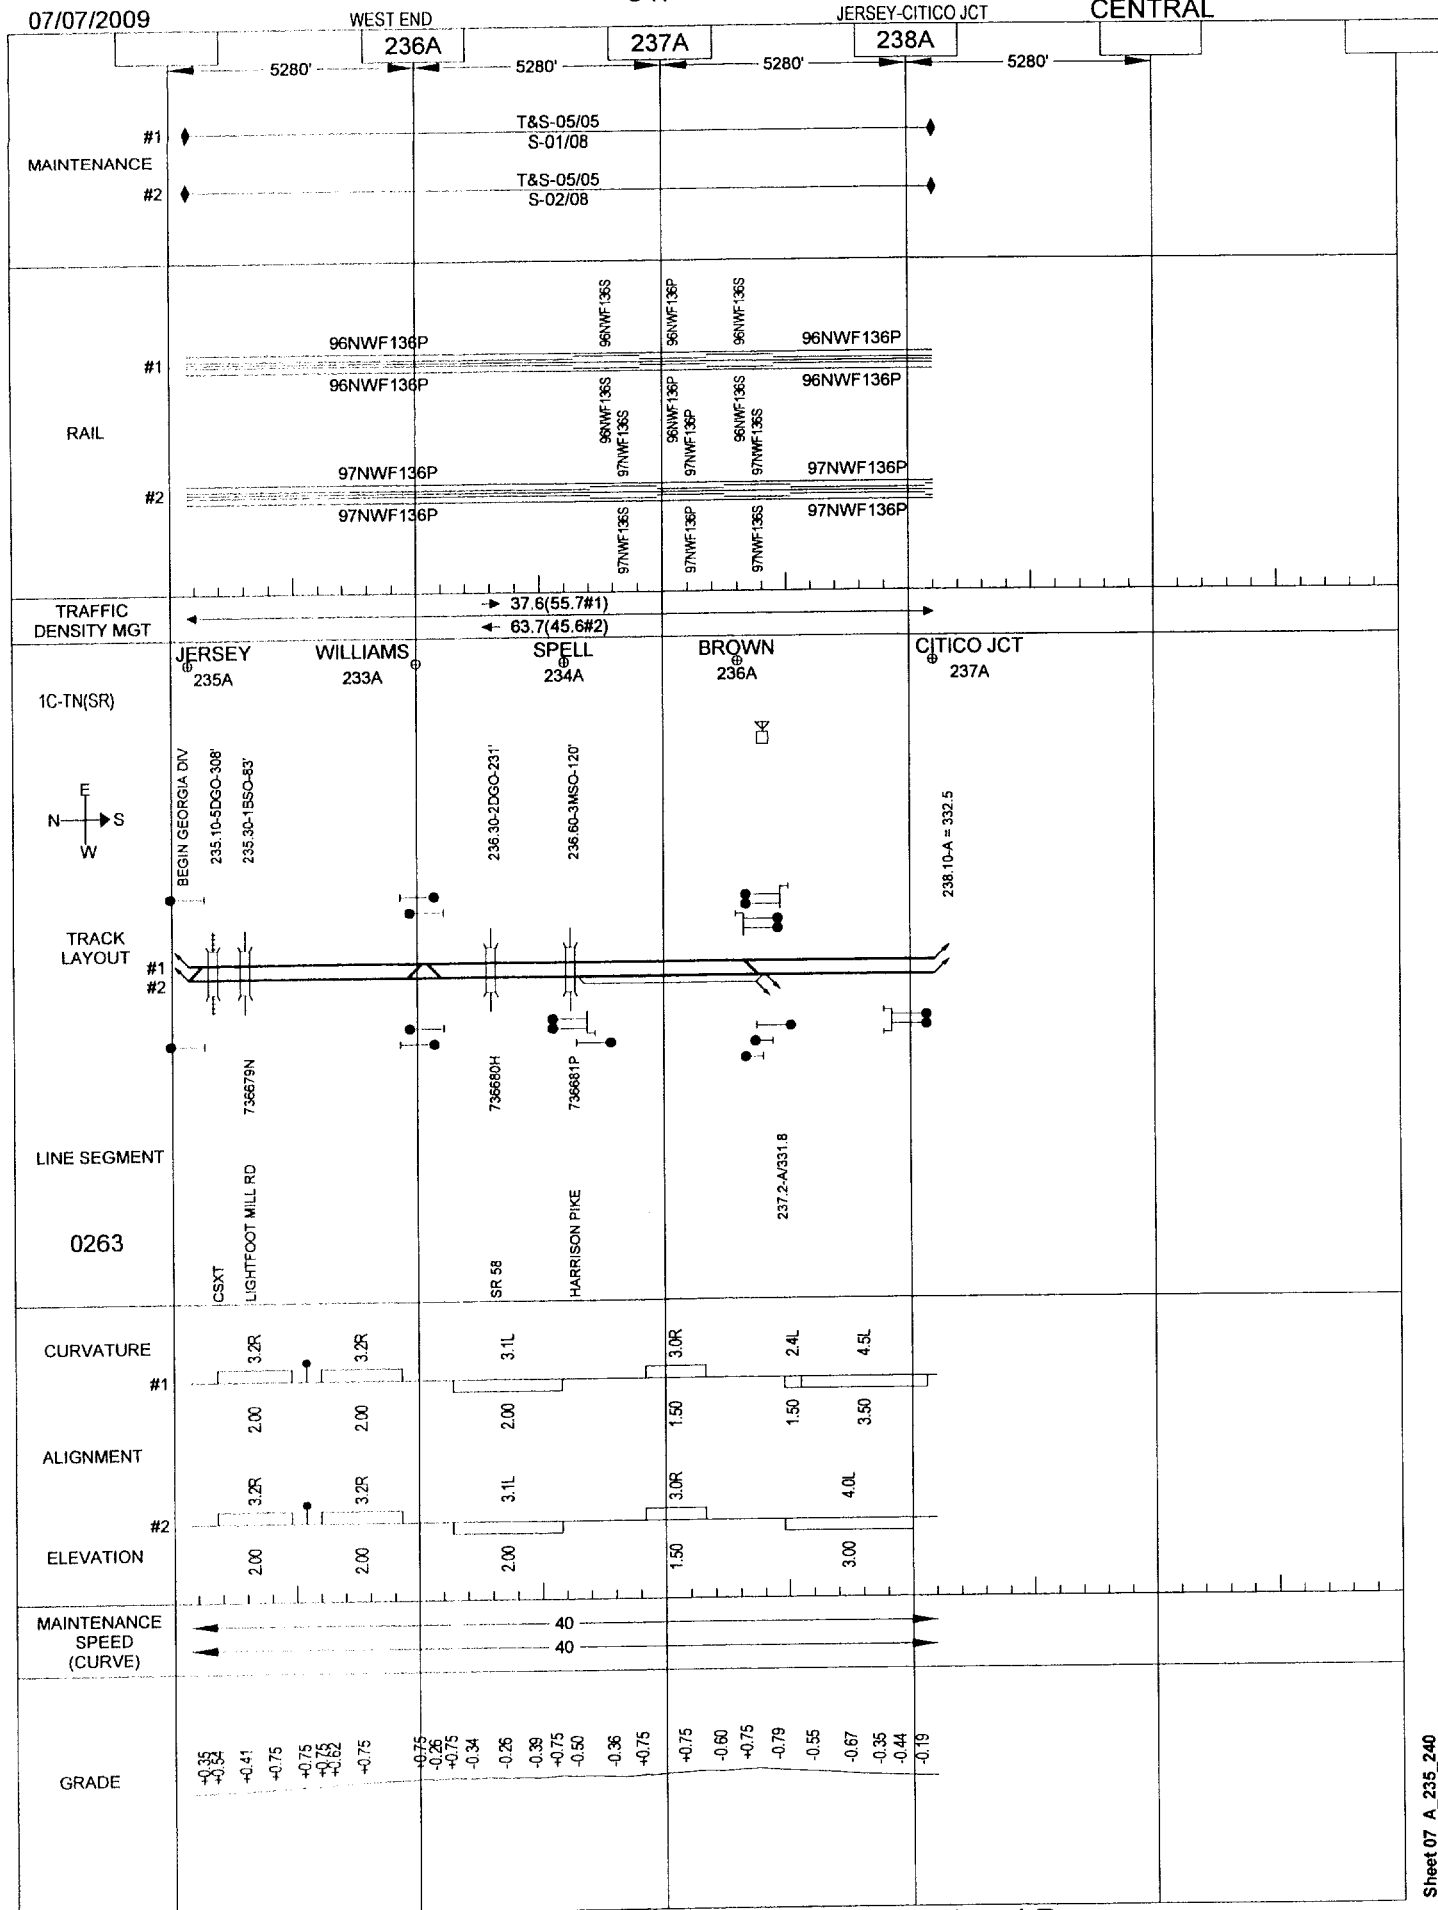 07/07/2009
WEST END
JERSEY-CITICO JCT
CENTRAL
236A
237A
238A
5280'
5280'
5280'
5280'
#1
T&S-05/05
S-01/08
MAINTENANCE
#2
T&S-05/05
S-02/08
96NWF136S
96NWF136P
96NWF136S
96NWF136P
96NWF136P
#1
96NWF136P
96NWF136P
96NWF136S
96NWF136P
96NWF136S
RAIL
97NWF136S
97NWF136P
97NWF136S
97NWF136P
97NWF136P
#2
97NWF136P
97NWF136P
97NWF136S
97NWF136P
97NWF136S
TRAFFIC
DENSITY MGT
37.6(55.7#1)
63.7(45.6#2)
JERSEY
235A
WILLIAMS
233A
SPELL
234A
BROWN
236A
CITICO JCT
237A
1C-TN(SR)
E
N
S
W
BEGIN GEORGIA DIV
235.10-5DGO-308'
235.30-1BSO-83'
236.30-2DGO-231'
236.60-3MSO-120'
238.10-A = 332.5
TRACK
LAYOUT
#1
#2
736679N
736680H
736681P
LINE SEGMENT
0263
CSXT
LIGHTFOOT MILL RD
SR 58
HARRISON PIKE
237.2-A/331.8
CURVATURE
3.2R
3.2R
3.1L
3.0R
2.4L
4.5L
#1
2.00
2.00
2.00
1.50
1.50
3.50
ALIGNMENT
3.2R
3.2R
3.1L
3.0R
4.0L
#2
ELEVATION
2.00
2.00
2.00
1.50
3.00
MAINTENANCE
SPEED
(CURVE)
40
40
GRADE
+0.35
+0.54
+0.41
+0.75
+0.75
+0.75
+0.62
+0.75
+0.75
-0.26
+0.75
-0.34
-0.26
-0.39
+0.75
-0.50
-0.36
+0.75
+0.75
-0.60
+0.75
-0.79
-0.55
-0.67
-0.35
-0.44
-0.19
Sheet 07 A_235_240